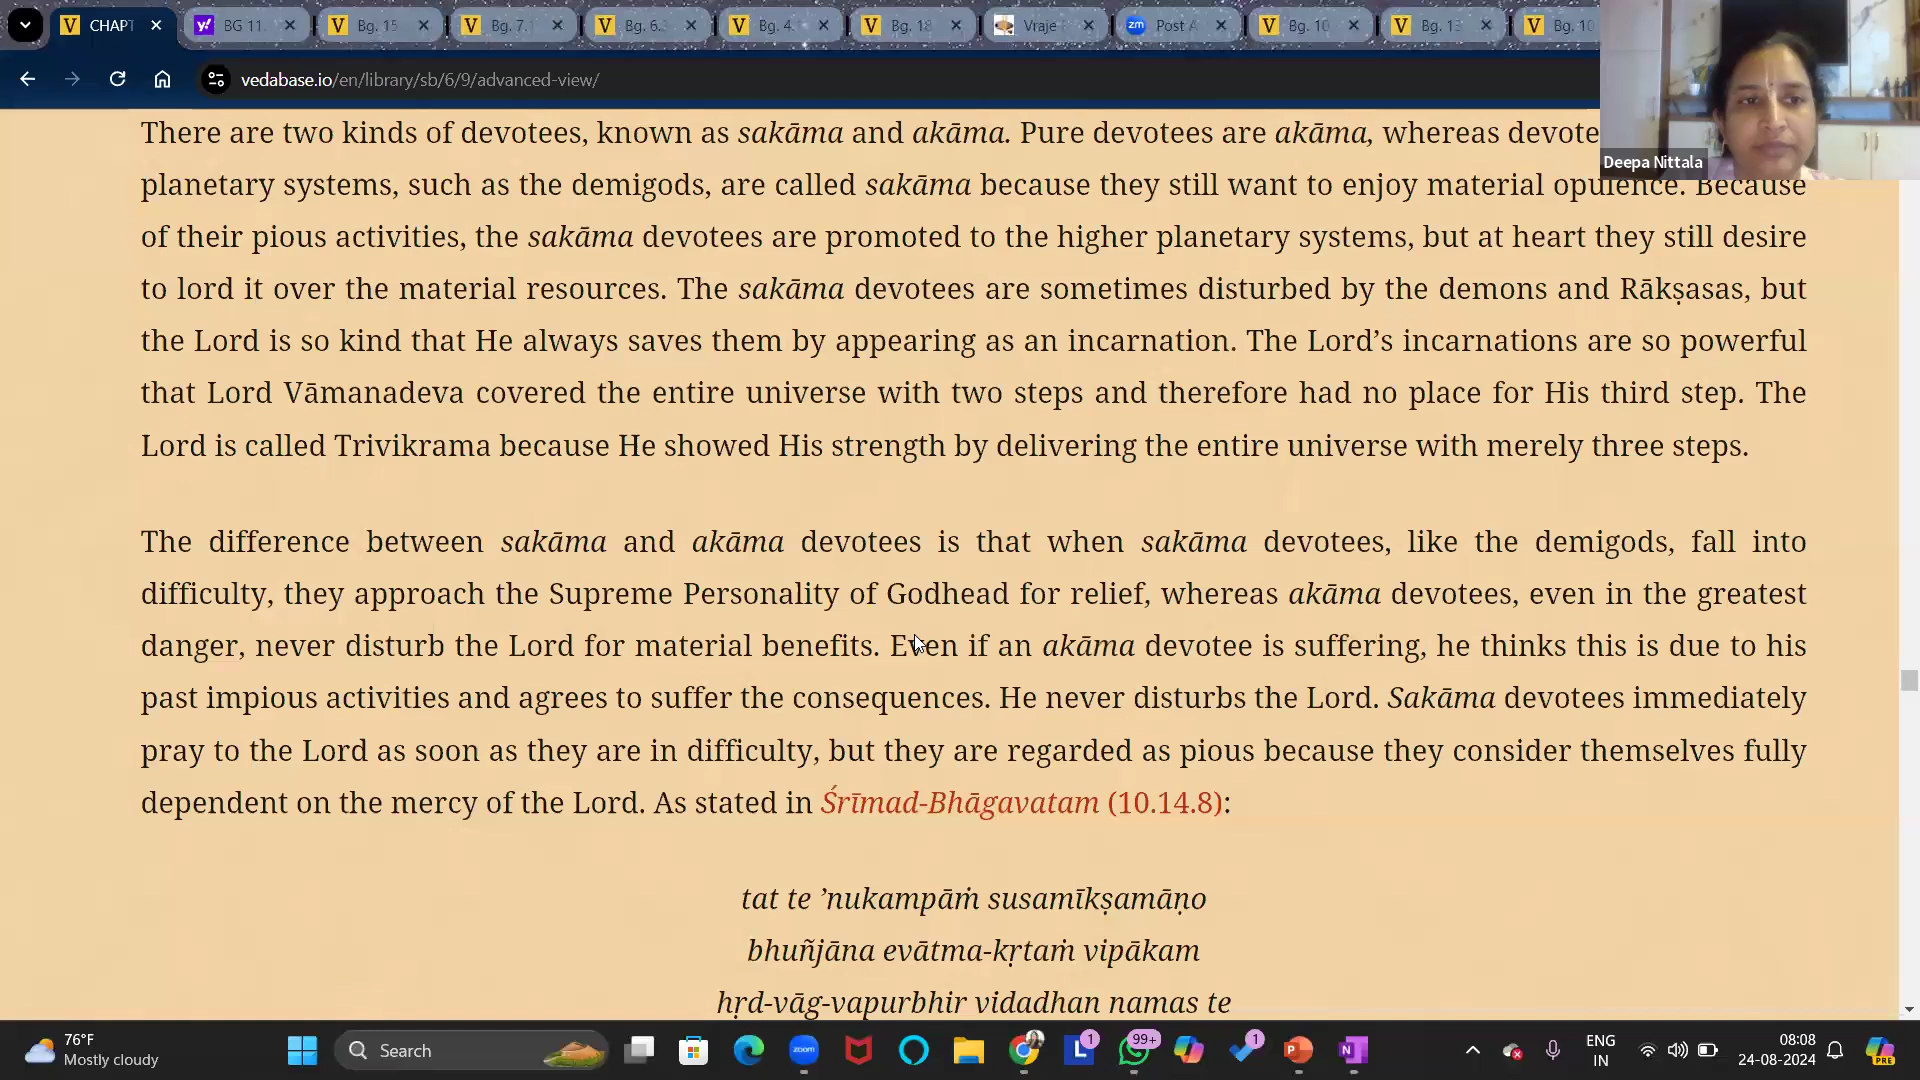 CHAPT
BG 11.
Bg. 15
Bg. 7.
Bg. 6.
Bg. 4.
Bg. 18
Vraje
Post A
Bg. 10
Bg. 13
Bg. 10
vedabase.io/en/library/sb/6/9/advanced-view/
Deepa Nittala
There are two kinds of devotees, known as sakāma and akāma. Pure devotees are akāma, whereas devote
planetary systems, such as the demigods, are called sakāma because they still want to enjoy material opulence. Because
of their pious activities, the sakāma devotees are promoted to the higher planetary systems, but at heart they still desire
to lord it over the material resources. The sakāma devotees are sometimes disturbed by the demons and Rākṣasas, but
the Lord is so kind that He always saves them by appearing as an incarnation. The Lord’s incarnations are so powerful
that Lord Vāmanadeva covered the entire universe with two steps and therefore had no place for His third step. The
Lord is called Trivikrama because He showed His strength by delivering the entire universe with merely three steps.
The difference between sakāma and akāma devotees is that when sakāma devotees, like the demigods, fall into
difficulty, they approach the Supreme Personality of Godhead for relief, whereas akāma devotees, even in the greatest
danger, never disturb the Lord for material benefits. Even if an akāma devotee is suffering, he thinks this is due to his
past impious activities and agrees to suffer the consequences. He never disturbs the Lord. Sakāma devotees immediately
pray to the Lord as soon as they are in difficulty, but they are regarded as pious because they consider themselves fully
dependent on the mercy of the Lord. As stated in Śrīmad-Bhāgavatam (10.14.8):
tat te ’nukampāṁ susamīkṣamāṇo
bhuñjāna evātma-kṛtaṁ vipākam
hṛd-vāg-vapurbhir vidadhan namas te
76°F
Mostly cloudy
Search
1
99+
1
ENG
IN
08:08
24-08-2024